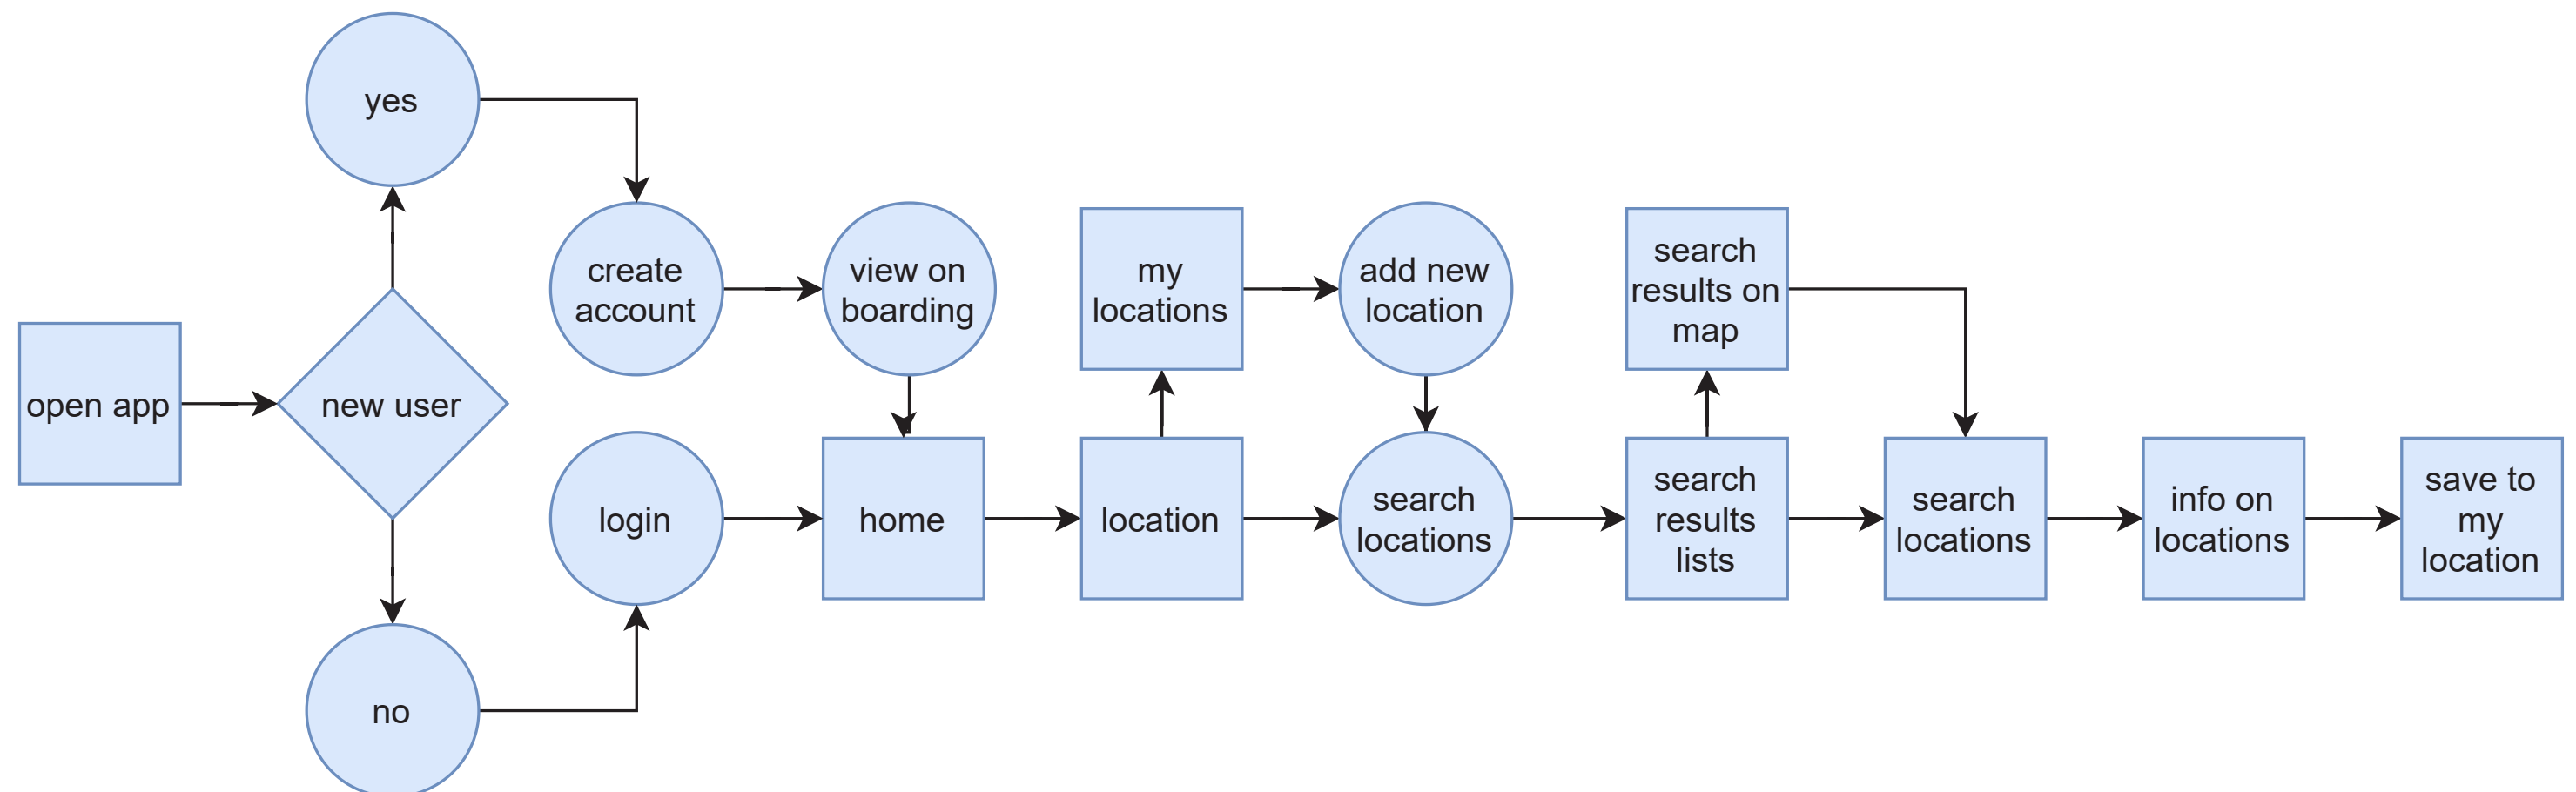 yes
create
account
view on
boarding
my
locations
add new
location
search
results on
map
open app
new user
login
home
location
search
locations
search
results
lists
search
locations
info on
locations
save to
my
location
no